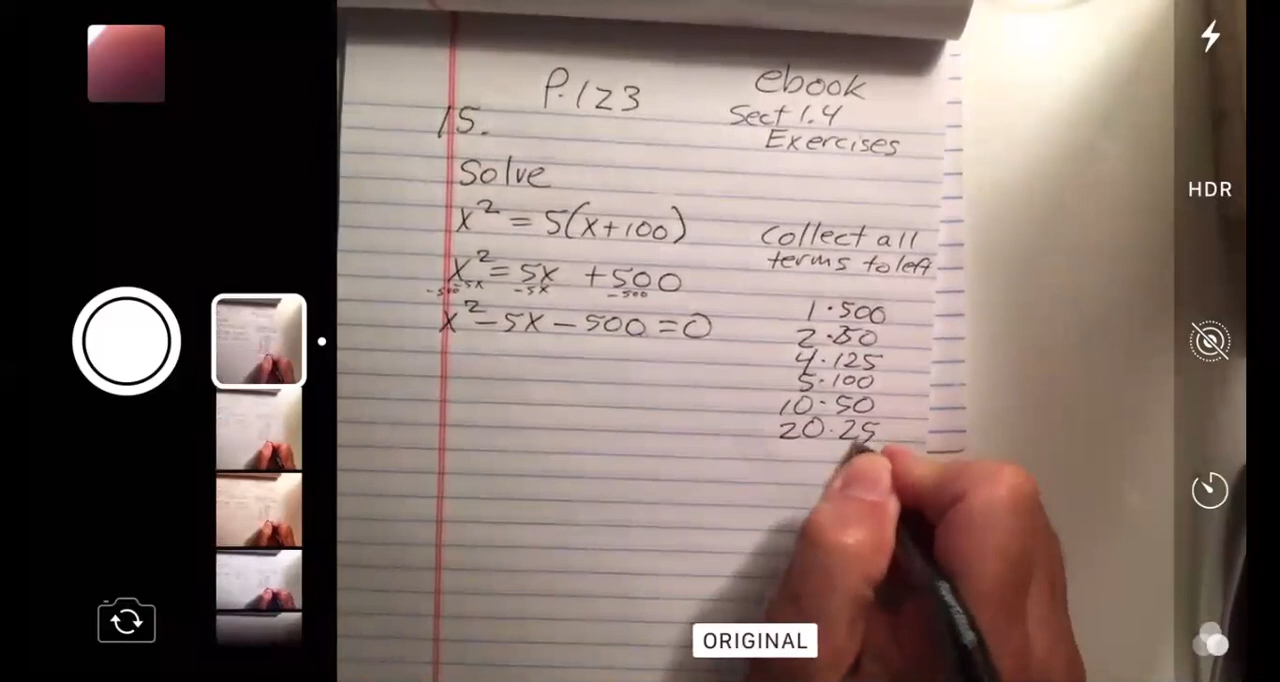 P.123
ebook
Sect 1.4
Exercises
15.
Solve
x² = 5(x+100)
Collect all
terms to left
x² = 5x + 500
-500 -5x -5x -500
x² - 5x - 500 = 0
1·500
2·250
4·125
5·100
10·50
20·25
HDR
ORIGINAL